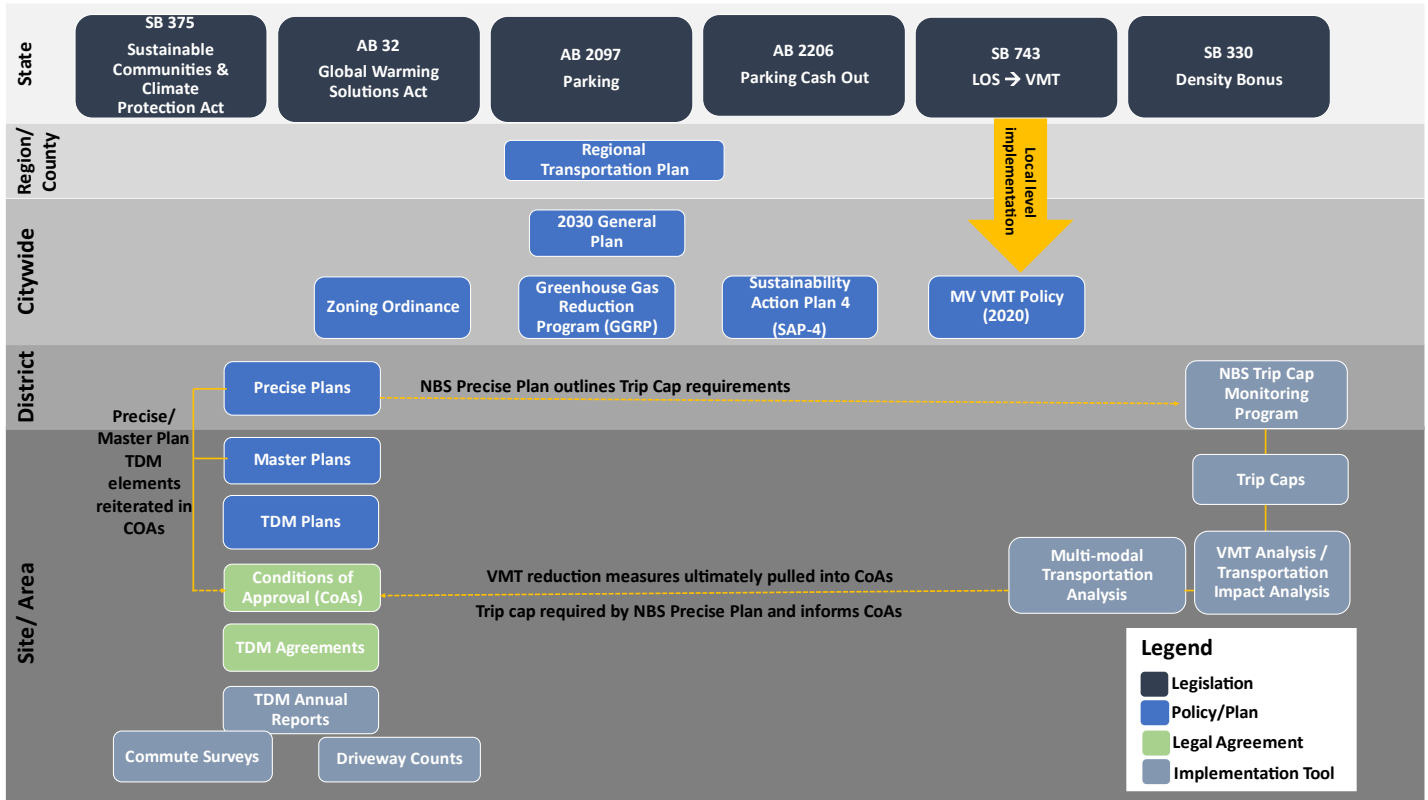 State
SB 375
Sustainable
Communities &
Climate
Protection Act
AB 32
Global Warming
Solutions Act
AB 2097
Parking
AB 2206
Parking Cash Out
SB 743
LOS → VMT
SB 330
Density Bonus
Region/
County
Regional
Transportation Plan
Local level
implementation
Citywide
2030 General
Plan
Zoning Ordinance
Greenhouse Gas
Reduction
Program (GGRP)
Sustainability
Action Plan 4
(SAP-4)
MV VMT Policy
(2020)
District
Precise Plans
NBS Precise Plan outlines Trip Cap requirements
NBS Trip Cap
Monitoring
Program
Precise/
Master Plan
TDM
elements
reiterated in
COAs
Site/ Area
Master Plans
Trip Caps
TDM Plans
Conditions of
Approval (CoAs)
VMT reduction measures ultimately pulled into CoAs
Trip cap required by NBS Precise Plan and informs CoAs
Multi-modal
Transportation
Analysis
VMT Analysis /
Transportation
Impact Analysis
TDM Agreements
TDM Annual
Reports
Commute Surveys
Driveway Counts
Legend
Legislation
Policy/Plan
Legal Agreement
Implementation Tool